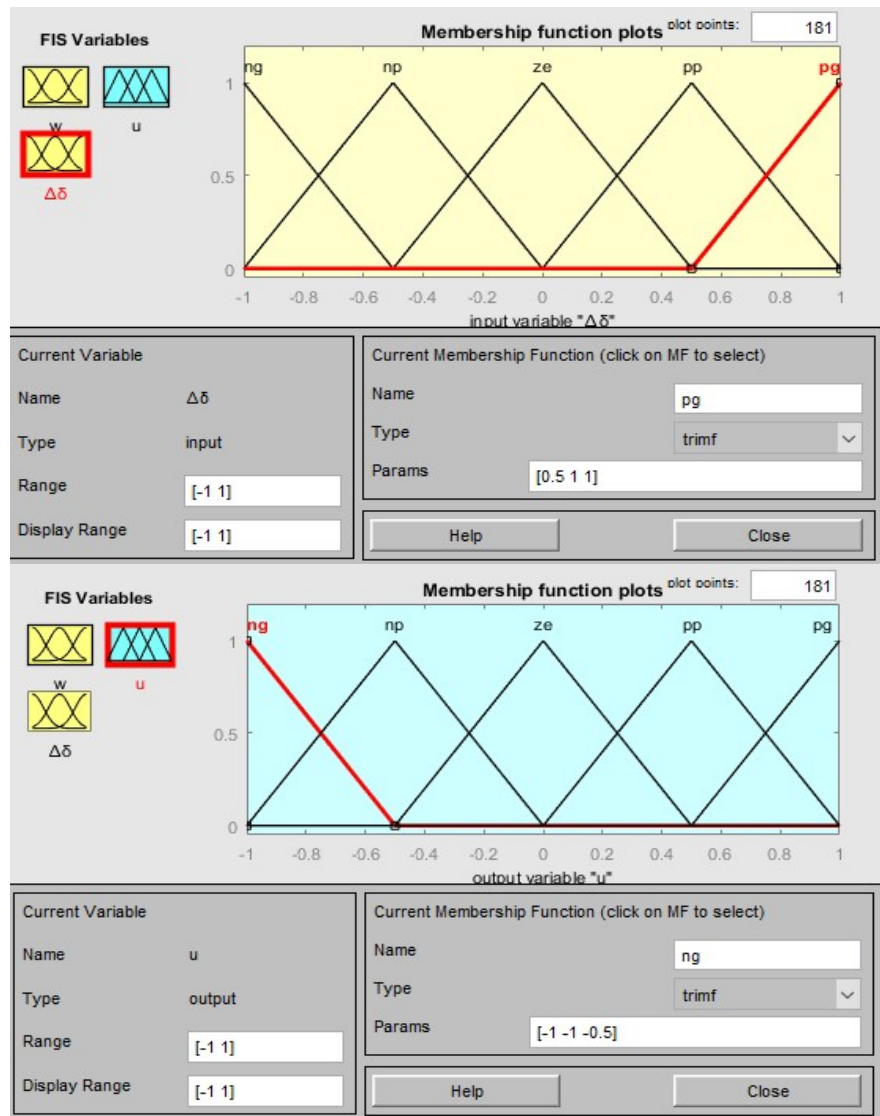 FIS Variables
Membership function plots
plot points:
181
w
u
Δδ
ng
np
ze
pp
pg
1
0.5
0
-1
-0.8
-0.6
-0.4
-0.2
0
0.2
0.4
0.6
0.8
1
input variable "Δδ"
Current Variable
Name Δδ
Type input
Range [-1 1]
Display Range [-1 1]
Current Membership Function (click on MF to select)
Name pg
Type trimf
Params [0.5 1 1]
Help
Close
FIS Variables
Membership function plots
plot points:
181
w
u
Δδ
ng
np
ze
pp
pg
1
0.5
0
-1
-0.8
-0.6
-0.4
-0.2
0
0.2
0.4
0.6
0.8
1
output variable "u"
Current Variable
Name u
Type output
Range [-1 1]
Display Range [-1 1]
Current Membership Function (click on MF to select)
Name ng
Type trimf
Params [-1 -1 -0.5]
Help
Close